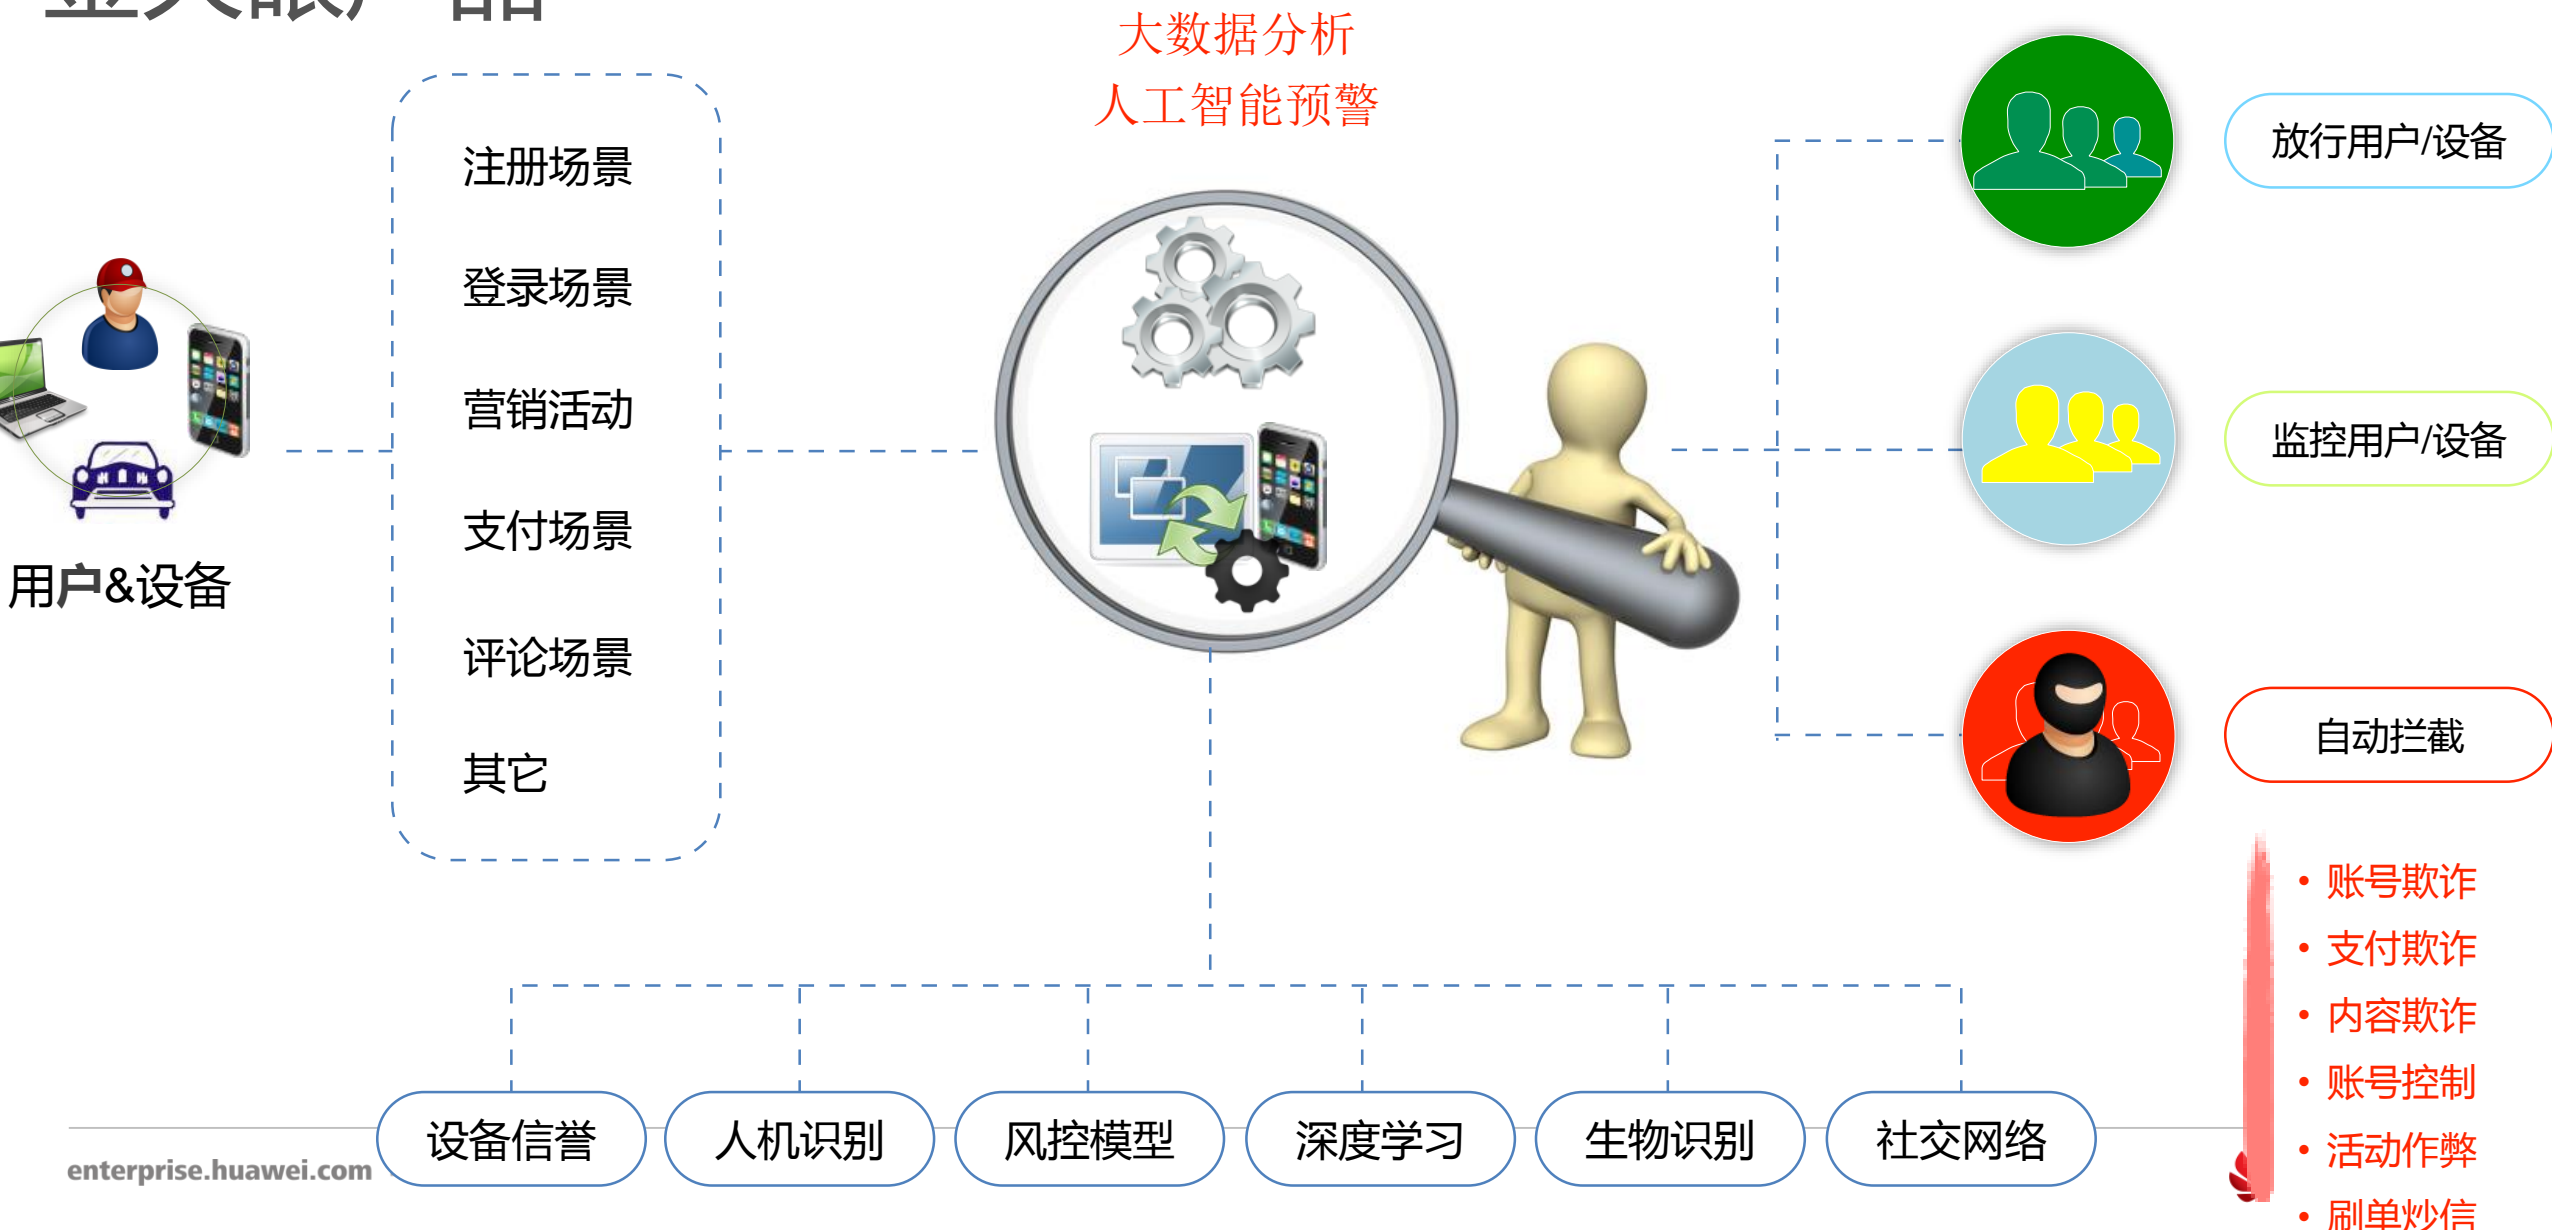 大数据分析
人工智能预警
注册场景
登录场景
营销活动
支付场景
评论场景
其它
用户&设备
放行用户/设备
监控用户/设备
自动拦截
• 账号欺诈
• 支付欺诈
• 内容欺诈
• 账号控制
• 活动作弊
• 刷单炒信
设备信誉
人机识别
风控模型
深度学习
生物识别
社交网络
enterprise.huawei.com